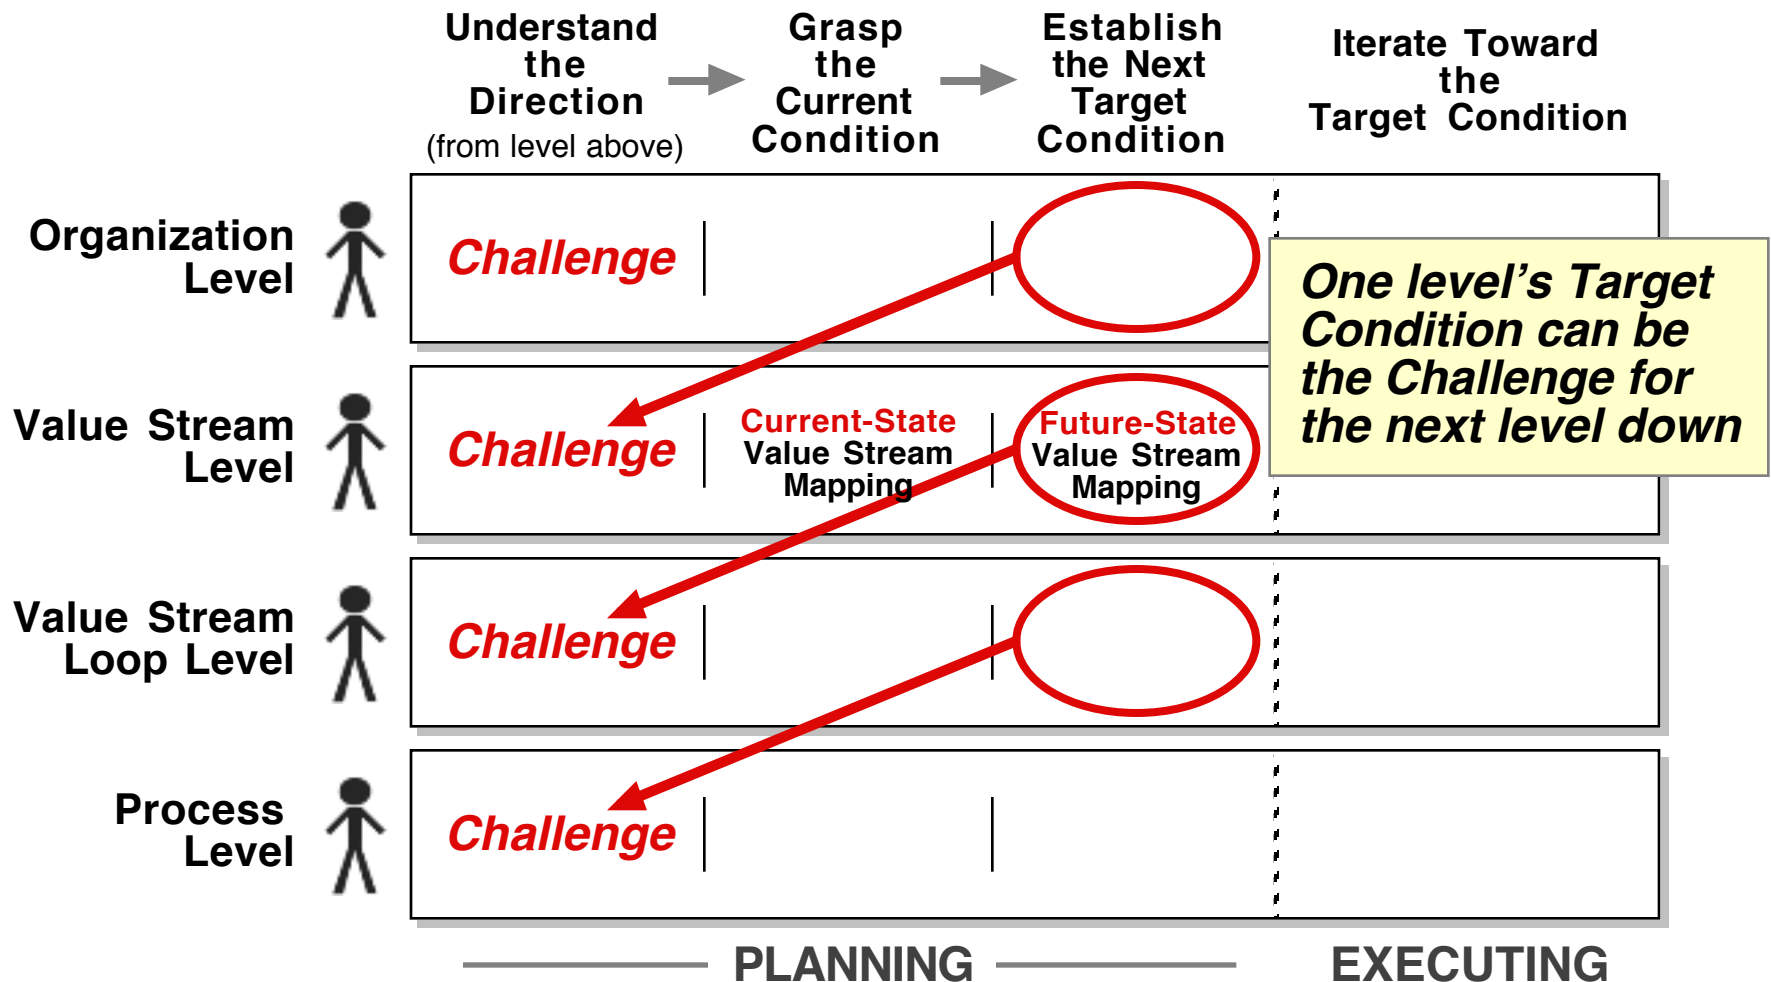 Understand
the
Direction
(from level above)
Grasp
the
Current
Condition
Establish
the Next
Target
Condition
Iterate Toward
the
Target Condition
Organization
Level
Challenge
One level’s Target
Condition can be
the Challenge for
the next level down
Value Stream
Level
Challenge
Current-State
Value Stream
Mapping
Future-State
Value Stream
Mapping
Value Stream
Loop Level
Challenge
Process
Level
Challenge
PLANNING
EXECUTING